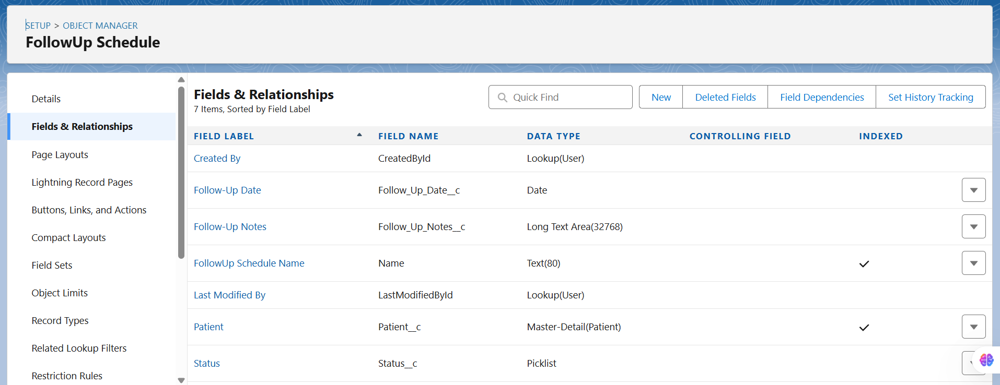 SETUP > OBJECT MANAGER
FollowUp Schedule
Details
Fields & Relationships
Page Layouts
Lightning Record Pages
Buttons, Links, and Actions
Compact Layouts
Field Sets
Object Limits
Record Types
Related Lookup Filters
Restriction Rules
Fields & Relationships
7 Items, Sorted by Field Label
Quick Find
New
Deleted Fields
Field Dependencies
Set History Tracking
FIELD LABEL FIELD NAME DATA TYPE CONTROLLING FIELD INDEXED
Created By CreatedById Lookup(User)
Follow-Up Date Follow_Up_Date__c Date
Follow-Up Notes Follow_Up_Notes__c Long Text Area(32768)
FollowUp Schedule Name Name Text(80)
Last Modified By LastModifiedById Lookup(User)
Patient Patient__c Master-Detail(Patient)
Status Status__c Picklist